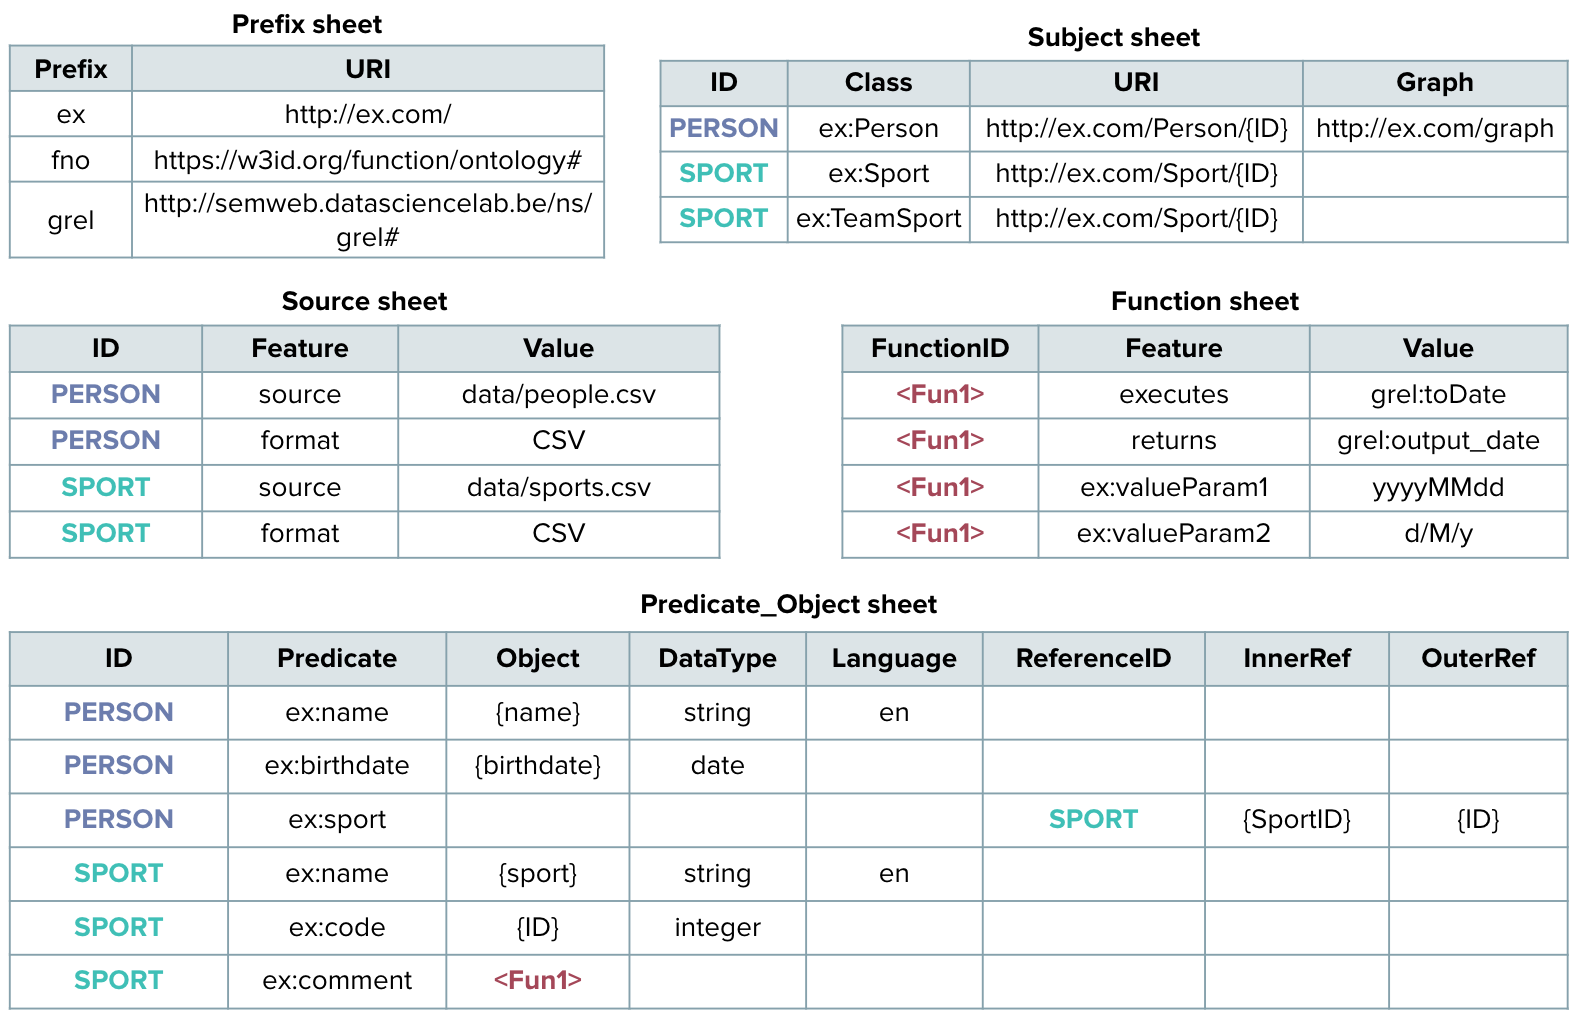 Prefix sheet
Prefix URI
ex http://ex.com/
fno https://w3id.org/function/ontology#
grel http://semweb.datasciencelab.be/ns/
grel#
Subject sheet
ID Class URI Graph
PERSON ex:Person http://ex.com/Person/{ID} http://ex.com/graph
SPORT ex:Sport http://ex.com/Sport/{ID}
SPORT ex:TeamSport http://ex.com/Sport/{ID}
Source sheet
ID Feature Value
PERSON source data/people.csv
PERSON format CSV
SPORT source data/sports.csv
SPORT format CSV
Function sheet
FunctionID Feature Value
<Fun1> executes grel:toDate
<Fun1> returns grel:output_date
<Fun1> ex:valueParam1 yyyyMMdd
<Fun1> ex:valueParam2 d/M/y
Predicate_Object sheet
ID Predicate Object DataType Language ReferenceID InnerRef OuterRef
PERSON ex:name {name} string en
PERSON ex:birthdate {birthdate} date
PERSON ex:sport SPORT {SportID} {ID}
SPORT ex:name {sport} string en
SPORT ex:code {ID} integer
SPORT ex:comment <Fun1>